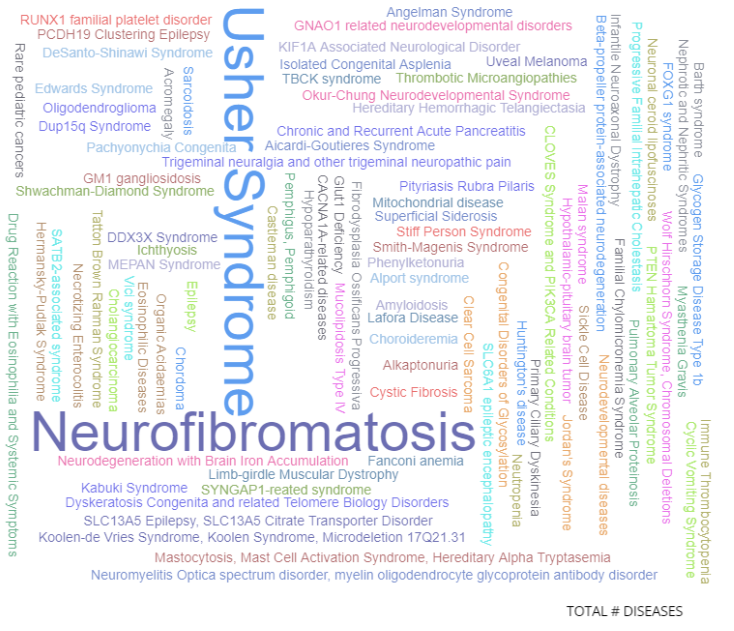 RUNX1 familial platelet disorder
PCDH19 Clustering Epilepsy
DeSanto-Shinawi Syndrome
Edwards Syndrome
Oligodendroglioma
Dup15q Syndrome
Pachyonychia Congenita
Rare pediatric cancers
Acromegaly
Sarcoidosis
Usher Syndrome
Angelman Syndrome
GNAO1 related neurodevelopmental disorders
KIF1A Associated Neurological Disorder
Isolated Congenital Asplenia
Uveal Melanoma
TBCK syndrome
Thrombotic Microangiopathies
Okur-Chung Neurodevelopmental Syndrome
Hereditary Hemorrhagic Telangiectasia
Chronic and Recurrent Acute Pancreatitis
Aicardi-Goutieres Syndrome
Trigeminal neuralgia and other trigeminal neuropathic pain
GM1 gangliosidosis
Shwachman-Diamond Syndrome
Pityriasis Rubra Pilaris
Mitochondrial disease
Superficial Siderosis
Stiff Person Syndrome
Smith-Magenis Syndrome
Phenylketonuria
Alport syndrome
Amyloidosis
Lafora Disease
Choroideremia
Alkaptonuria
Cystic Fibrosis
DDX3X Syndrome
Ichthyosis
MEPAN Syndrome
Drug Reaction with Eosinophilia and Systemic Symptoms
Hermansky-Pudlak Syndrome
SATB2-associated syndrome
Necrotizing Enterocolitis
Tatton Brown Rahman Syndrome
Cholangiocarcinoma
Vici syndrome
Eosinophilic Diseases
Organic Acidaemias
Chordoma
Epilepsy
Castleman disease
Pemphigus, Pemphigoid
Hypoparathyroidism
CACNA1A-related diseases
Glut1 Deficiency
Mucolipidosis Type IV
Fibrodysplasia Ossificans Progressiva
Clear Cell Sarcoma
SLC6A1 epileptic encephalopathy
Congenital Disorders of Glycosylation
Huntington's disease
Neutropenia
Primary Ciliary Dyskinesia
CLOVES Syndrome and PIK3CA Related Conditions
Hypothalamic-pituitary brain tumor
Jordan's Syndrome
Malan syndrome
Sickle Cell Disease
Beta-propeller protein-associated neurodegeneration
Neurodevelopmental diseases
Infantile Neuroaxonal Dystrophy
Familial Chylomicronemia Syndrome
Progressive Familial Intrahepatic Cholestasis
Pulmonary Alveolar Proteinosis
Neuronal ceroid lipofuscinoses
PTEN Hamartoma Tumor Syndrome
FOXG1 syndrome
Wolf Hirschhorn Syndrome, Chromosomal Deletions
Nephrotic and Nephritic Syndromes
Myasthenia Gravis
Barth syndrome
Glycogen Storage Disease Type 1b
Cyclic Vomiting Syndrome
Immune Thrombocytopenia
Neurofibromatosis
Neurodegeneration with Brain Iron Accumulation
Fanconi anemia
Limb-girdle Muscular Dystrophy
Kabuki Syndrome
SYNGAP1-reated syndrome
Dyskeratosis Congenita and related Telomere Biology Disorders
SLC13A5 Epilepsy, SLC13A5 Citrate Transporter Disorder
Koolen-de Vries Syndrome, Koolen Syndrome, Microdeletion 17Q21.31
Mastocytosis, Mast Cell Activation Syndrome, Hereditary Alpha Tryptasemia
Neuromyelitis Optica spectrum disorder, myelin oligodendrocyte glycoprotein antibody disorder
TOTAL # DISEASES